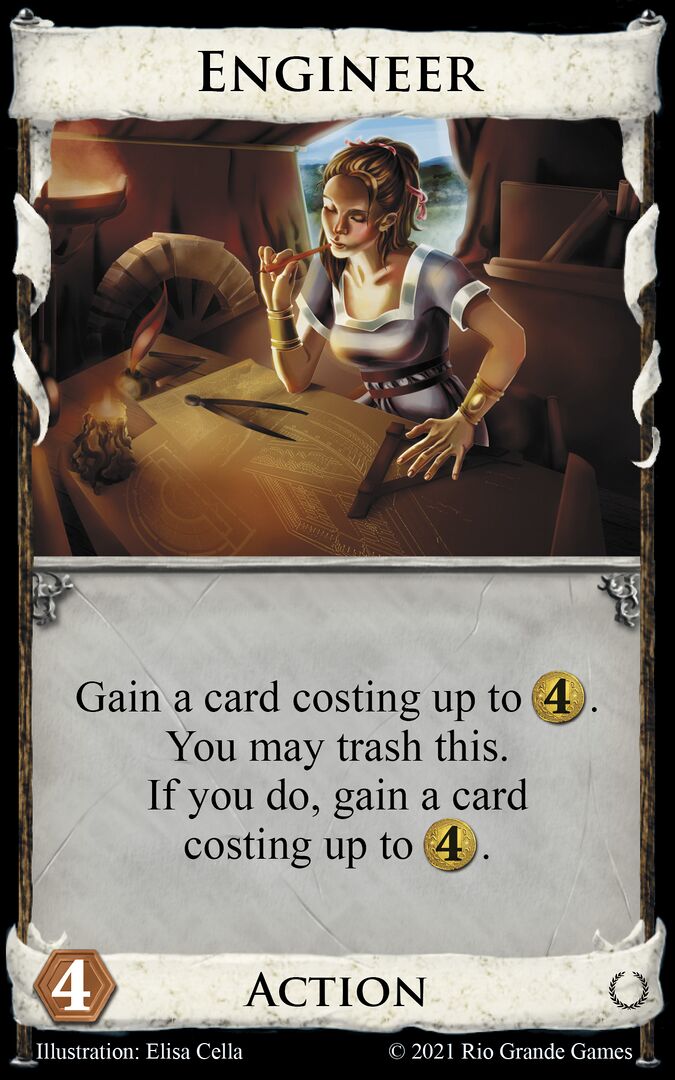 ENGINEER
Gain a card costing up to 4.
You may trash this.
If you do, gain a card
costing up to 4.
4 ACTION
Illustration: Elisa Cella © 2021 Rio Grande Games